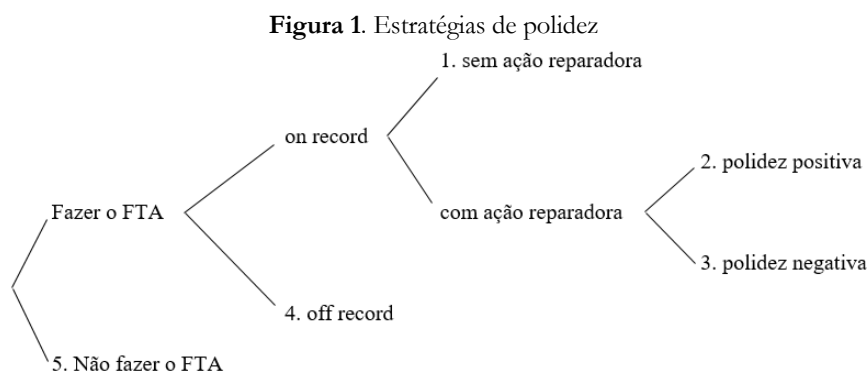 Figura 1. Estratégias de polidez
1. sem ação reparadora
on record
2. polidez positiva
Fazer o FTA
com ação reparadora
3. polidez negativa
4. off record
5. Não fazer o FTA